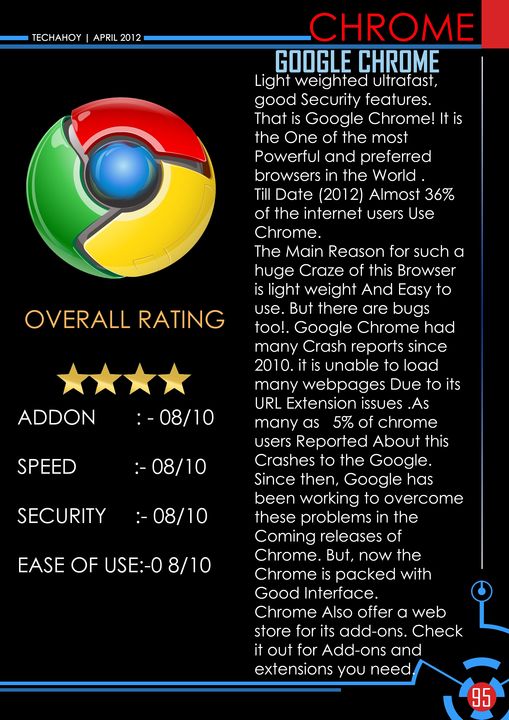 TECHAHOY | APRIL 2012
CHROME
GOOGLE CHROME
Light weighted ultrafast,
good Security features.
That is Google Chrome! It is
the One of the most
Powerful and preferred
browsers in the World .
Till Date (2012) Almost 36%
of the internet users Use
Chrome.
The Main Reason for such a
huge Craze of this Browser
is light weight And Easy to
use. But there are bugs
too!. Google Chrome had
many Crash reports since
2010. it is unable to load
many webpages Due to its
URL Extension issues .As
many as 5% of chrome
users Reported About this
Crashes to the Google.
Since then, Google has
been working to overcome
these problems in the
Coming releases of
Chrome. But, now the
Chrome is packed with
Good Interface.
Chrome Also offer a web
store for its add-ons. Check
it out for Add-ons and
extensions you need.
OVERALL RATING
ADDON : - 08/10
SPEED :- 08/10
SECURITY :- 08/10
EASE OF USE:-0 8/10
95